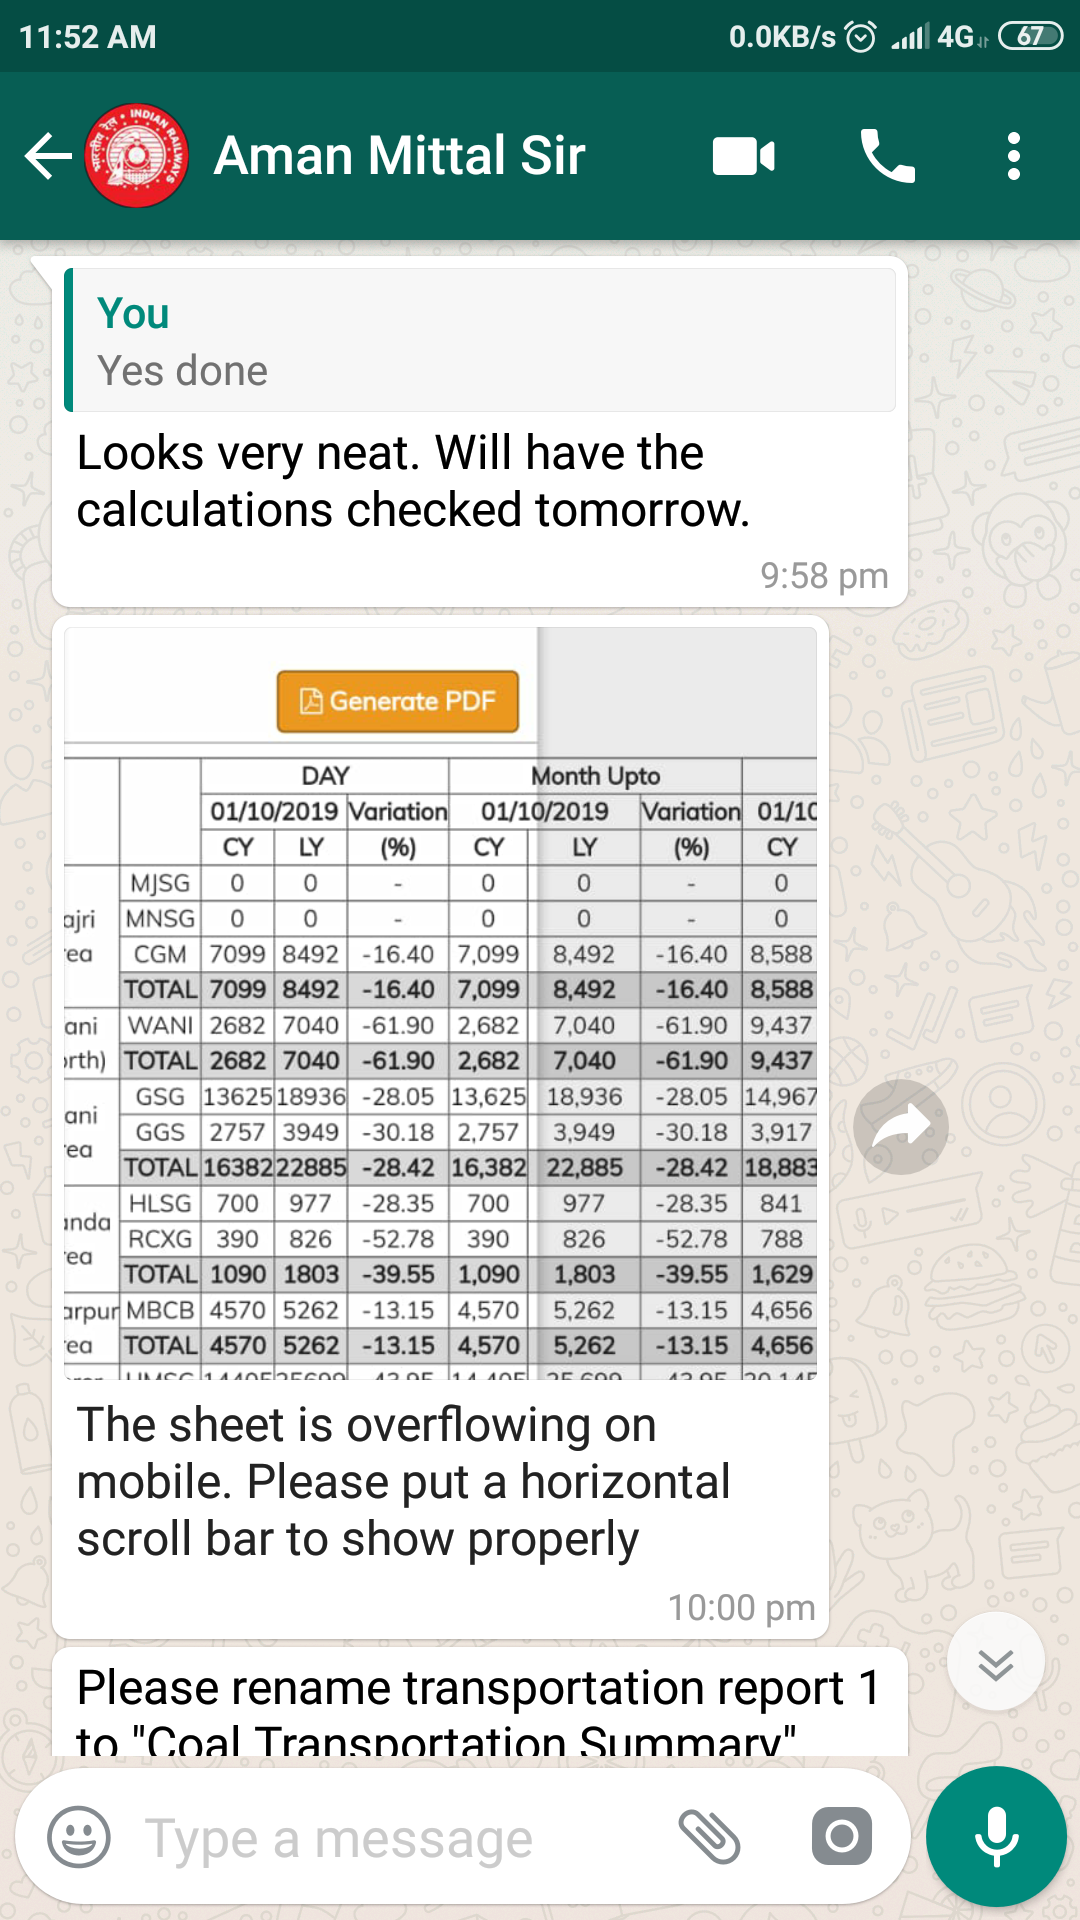 11:52 AM 0.0KB/s 4G 67
भारतीय रेल INDIAN RAILWAYS
Aman Mittal Sir
You
Yes done
Looks very neat. Will have the
calculations checked tomorrow.
9:58 pm
Generate PDF
DAY Month Upto
01/10/2019 Variation 01/10/2019 Variation 01/10
CY LY (%) CY LY (%) CY
MJSG 0 0 - 0 0 - 0
ajri MNSG 0 0 - 0 0 - 0
ea CGM 7099 8492 -16.40 7,099 8,492 -16.40 8,588
TOTAL 7099 8492 -16.40 7,099 8,492 -16.40 8,588
ani WANI 2682 7040 -61.90 2,682 7,040 -61.90 9,437
orth) TOTAL 2682 7040 -61.90 2,682 7,040 -61.90 9,437
GSG 13625 18936 -28.05 13,625 18,936 -28.05 14,967
ani
GGS 2757 3949 -30.18 2,757 3,949 -30.18 3,917
ea
TOTAL 16382 22885 -28.42 16,382 22,885 -28.42 18,883
HLSG 700 977 -28.35 700 977 -28.35 841
anda
RCXG 390 826 -52.78 390 826 -52.78 788
ea
TOTAL 1090 1803 -39.55 1,090 1,803 -39.55 1,629
arpur MBCB 4570 5262 -13.15 4,570 5,262 -13.15 4,656
ea TOTAL 4570 5262 -13.15 4,570 5,262 -13.15 4,656
The sheet is overflowing on
mobile. Please put a horizontal
scroll bar to show properly
10:00 pm
Please rename transportation report 1
to "Coal Transportation Summary"
Type a message